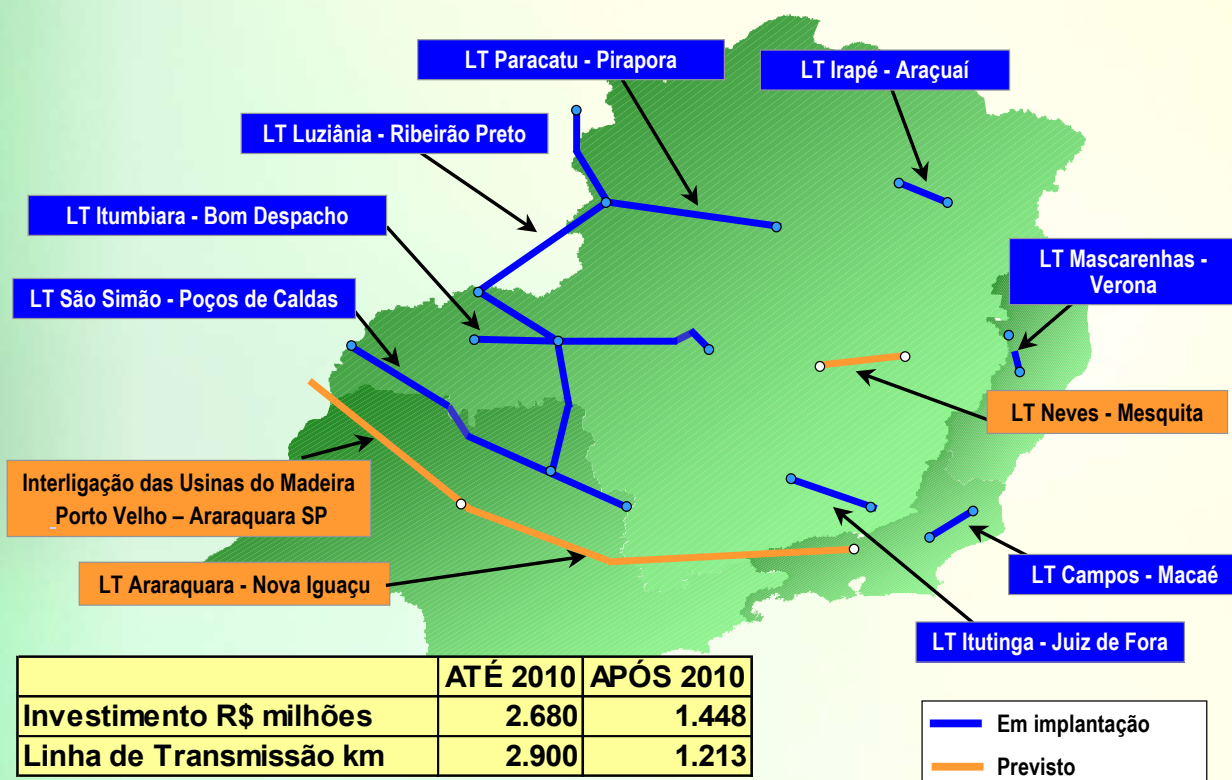 LT Paracatu - Pirapora
LT Irapé - Araçuaí
LT Luziânia - Ribeirão Preto
LT Itumbiara - Bom Despacho
LT Mascarenhas -
Verona
LT São Simão - Poços de Caldas
LT Neves - Mesquita
Interligação das Usinas do Madeira
Porto Velho – Araraquara SP
LT Araraquara - Nova Iguaçu
LT Campos - Macaé
LT Itutinga - Juiz de Fora
ATÉ 2010 APÓS 2010
Investimento R$ milhões 2.680 1.448
Linha de Transmissão km 2.900 1.213
Em implantação
Previsto